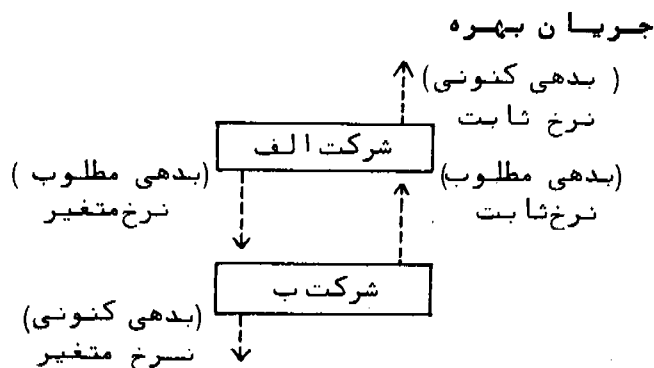 جریان بهره
(بدهی کنونی)
نرخ ثابت
شرکت الف
(بدهی مطلوب)
نرخ ثابت
(بدهی مطلوب)
نرخ متغیر
شرکت ب
(بدهی کنونی)
نرخ متغیر